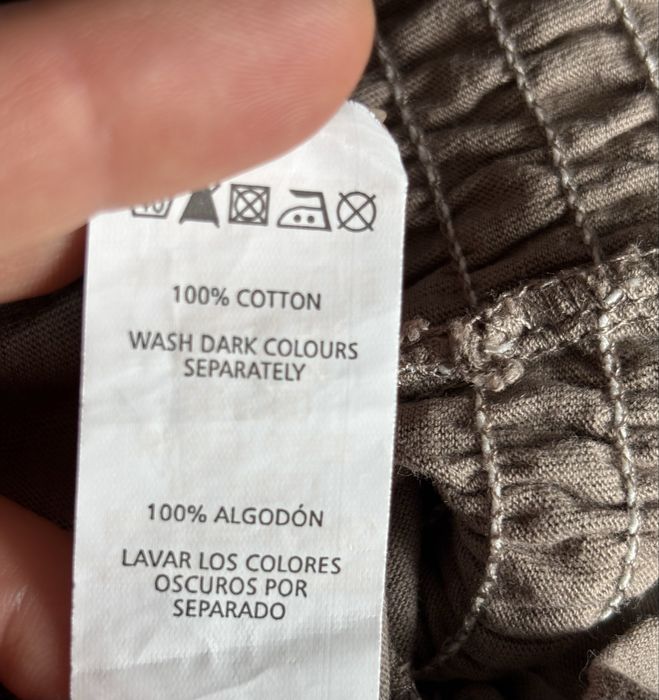 100% COTTON
WASH DARK COLOURS
SEPARATELY
100% ALGODÓN
LAVAR LOS COLORES
OSCUROS POR
SEPARADO